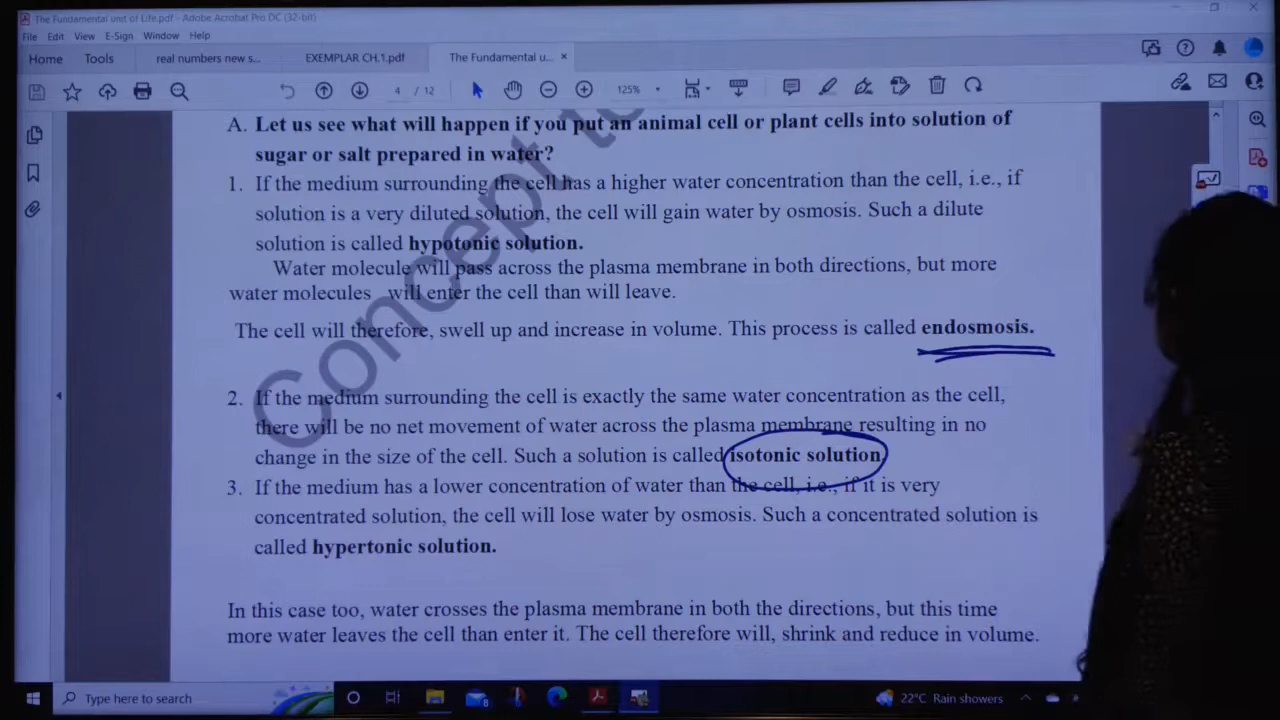 The Fundamental unit of Life.pdf - Adobe Acrobat Pro DC (32-bit)
File Edit View E-Sign Window Help
Home Tools real numbers new s... EXEMPLAR CH.1.pdf The Fundamental u... ×
4 / 12 125%
A. Let us see what will happen if you put an animal cell or plant cells into solution of
sugar or salt prepared in water?
1. If the medium surrounding the cell has a higher water concentration than the cell, i.e., if
solution is a very diluted solution, the cell will gain water by osmosis. Such a dilute
solution is called hypotonic solution.
Water molecule will pass across the plasma membrane in both directions, but more
water molecules will enter the cell than will leave.
The cell will therefore, swell up and increase in volume. This process is called endosmosis.
2. If the medium surrounding the cell is exactly the same water concentration as the cell,
there will be no net movement of water across the plasma membrane resulting in no
change in the size of the cell. Such a solution is called isotonic solution
3. If the medium has a lower concentration of water than the cell, i.e., if it is very
concentrated solution, the cell will lose water by osmosis. Such a concentrated solution is
called hypertonic solution.
In this case too, water crosses the plasma membrane in both the directions, but this time
more water leaves the cell than enter it. The cell therefore will, shrink and reduce in volume.
Concept
Type here to search 8 22°C Rain showers